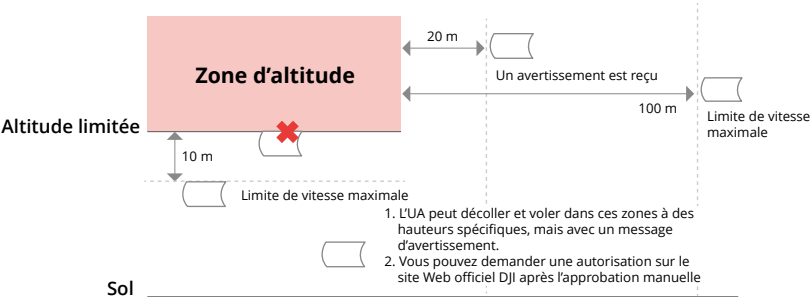 20 m
Zone d’altitude
Un avertissement est reçu
100 m
Limite de vitesse
maximale
Altitude limitée
10 m
Limite de vitesse maximale
1. L’UA peut décoller et voler dans ces zones à des
hauteurs spécifiques, mais avec un message
d’avertissement.
2. Vous pouvez demander une autorisation sur le
site Web officiel DJI après l’approbation manuelle
Sol